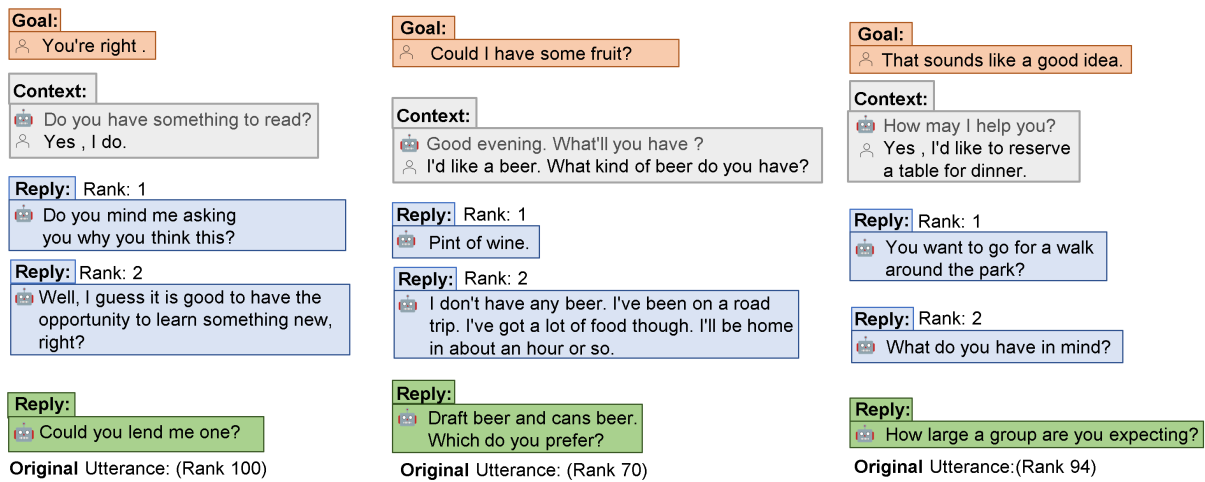 Goal:
You're right .
Context:
Do you have something to read?
Yes , I do.
Reply: Rank: 1
Do you mind me asking
you why you think this?
Reply: Rank: 2
Well, I guess it is good to have the
opportunity to learn something new,
right?
Reply:
Could you lend me one?
Original Utterance: (Rank 100)
Goal:
Could I have some fruit?
Context:
Good evening. What'll you have ?
I'd like a beer. What kind of beer do you have?
Reply: Rank: 1
Pint of wine.
Reply: Rank: 2
I don't have any beer. I've been on a road
trip. I've got a lot of food though. I'll be home
in about an hour or so.
Reply:
Draft beer and cans beer.
Which do you prefer?
Original Utterance: (Rank 70)
Goal:
That sounds like a good idea.
Context:
How may I help you?
Yes , I'd like to reserve
a table for dinner.
Reply: Rank: 1
You want to go for a walk
around the park?
Reply: Rank: 2
What do you have in mind?
Reply:
How large a group are you expecting?
Original Utterance:(Rank 94)